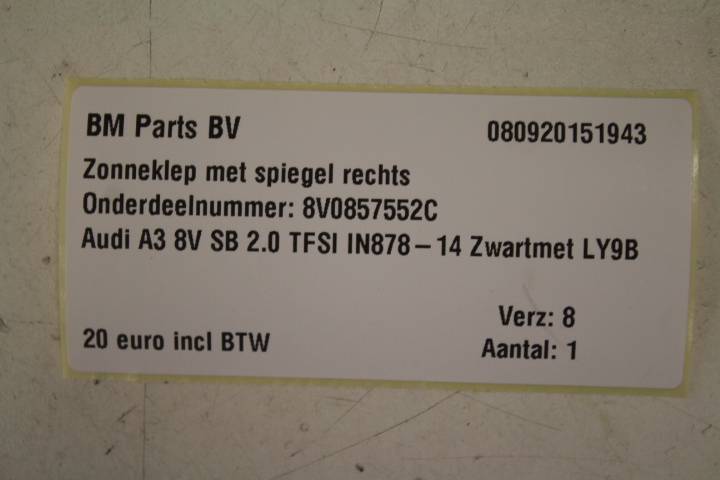 BM Parts BV 080920151943
Zonneklep met spiegel rechts
Onderdeelnummer: 8V0857552C
Audi A3 8V SB 2.0 TFSI IN878-14 Zwartmet LY9B
Verz: 8
20 euro incl BTW Aantal: 1